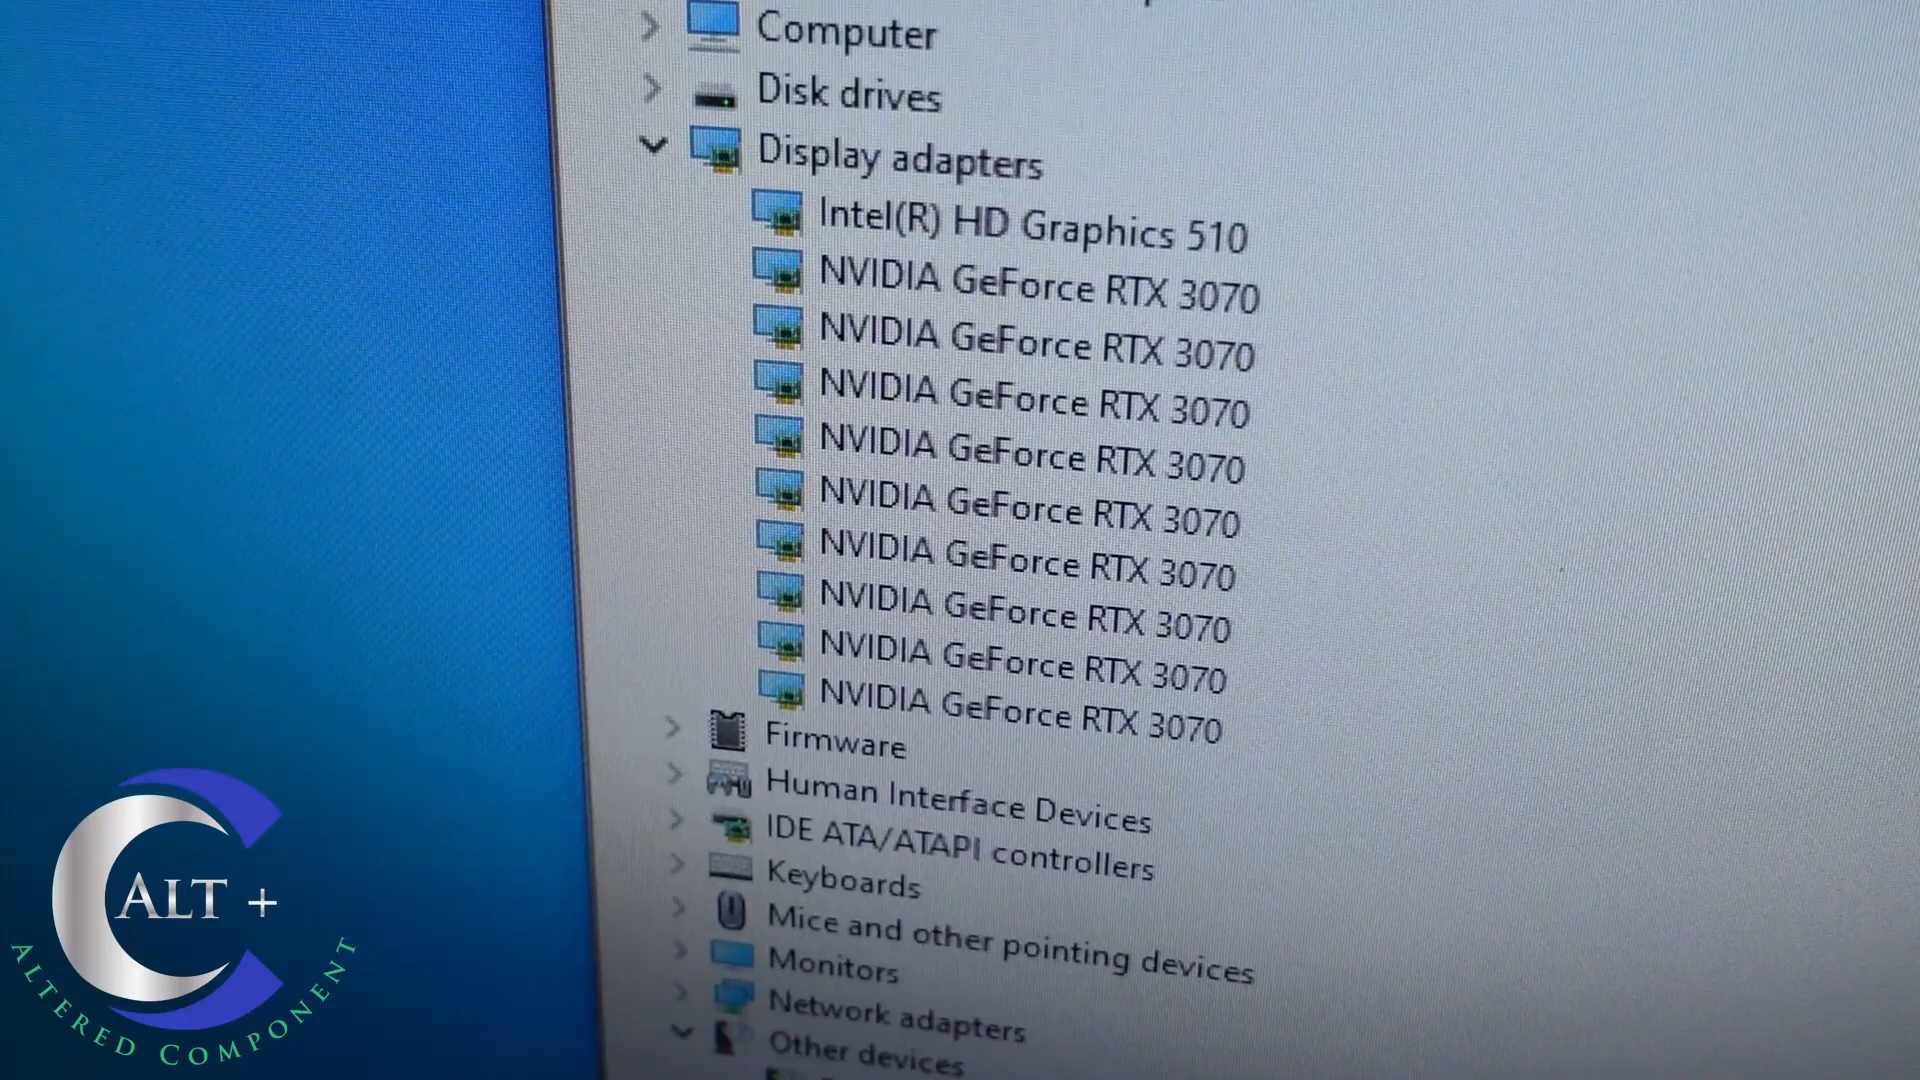 Computer
Disk drives
Display adapters
Intel(R) HD Graphics 510
NVIDIA GeForce RTX 3070
NVIDIA GeForce RTX 3070
NVIDIA GeForce RTX 3070
NVIDIA GeForce RTX 3070
NVIDIA GeForce RTX 3070
NVIDIA GeForce RTX 3070
NVIDIA GeForce RTX 3070
NVIDIA GeForce RTX 3070
NVIDIA GeForce RTX 3070
Firmware
Human Interface Devices
IDE ATA/ATAPI controllers
Keyboards
Mice and other pointing devices
Monitors
Network adapters
Other devices
C ALT +
ALTERED COMPONENT